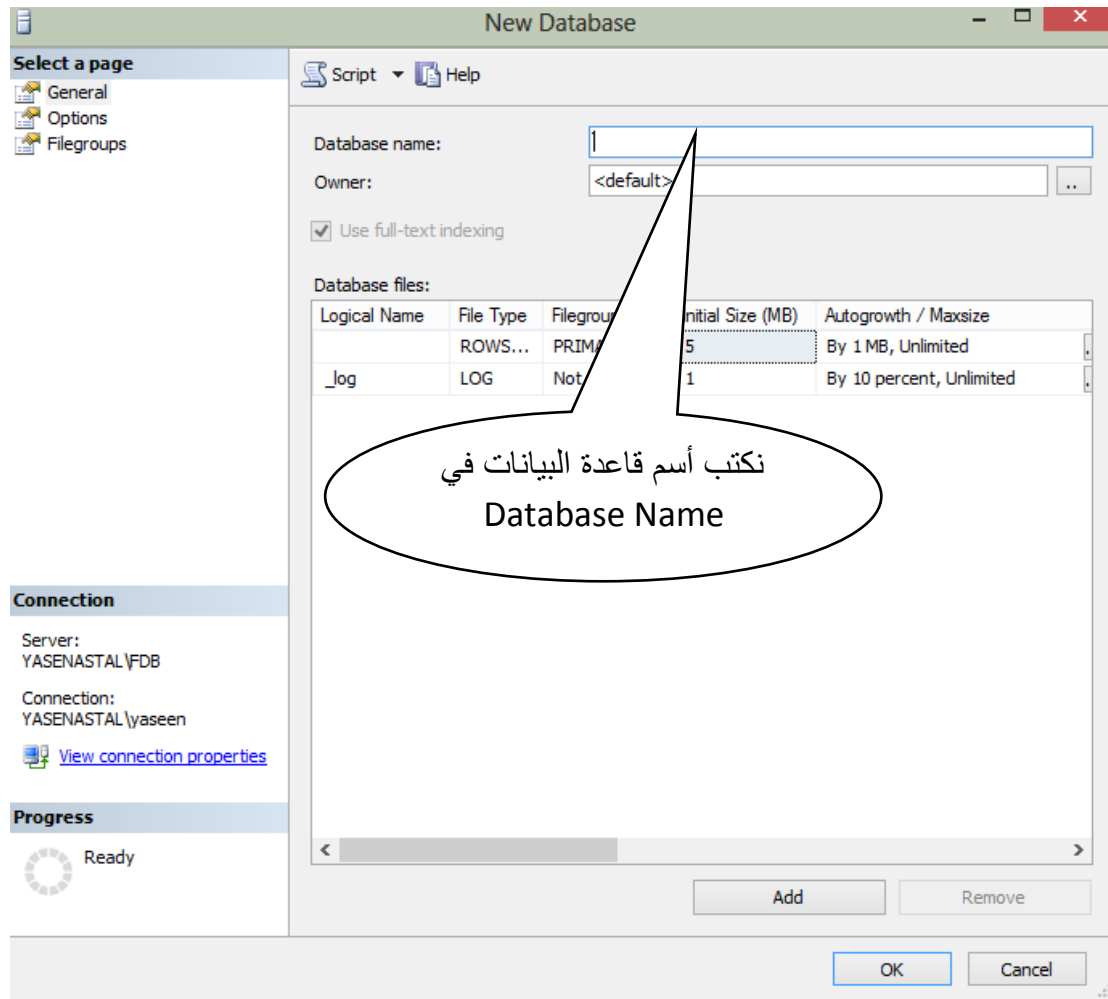 New Database
Select a page
General
Options
Filegroups
Script Help
Database name:
Owner: <default> ..
Use full-text indexing
Database files:
Logical Name File Type Filegrou nitial Size (MB) Autogrowth / Maxsize
ROWS... PRIMA 5 By 1 MB, Unlimited
_log LOG Not 1 By 10 percent, Unlimited
نكتب أسم قاعدة البيانات في
Database Name
Connection
Server:
YASENASTAL\FDB
Connection:
YASENASTAL\yaseen
View connection properties
Progress
Ready
Add Remove
OK Cancel